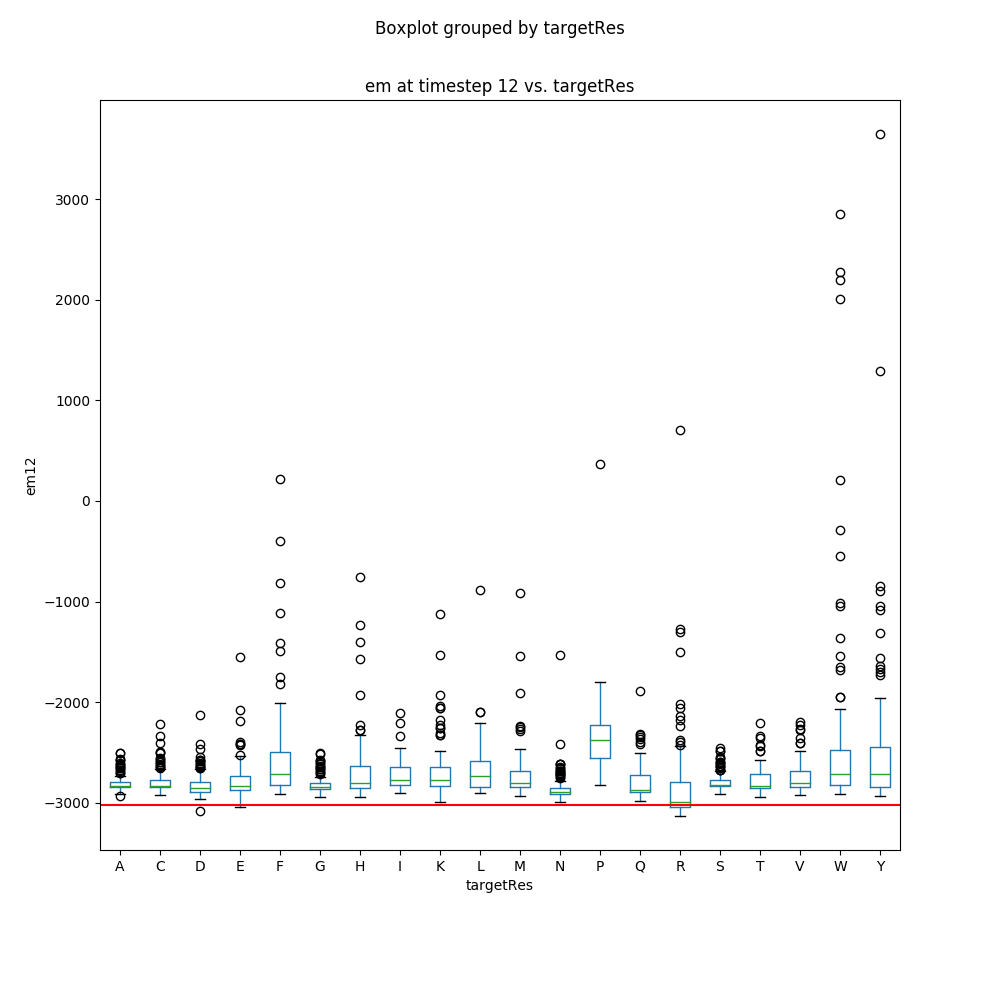 Boxplot grouped by targetRes
em at timestep 12 vs. targetRes
3000
2000
1000
0
−1000
−2000
−3000
em12
A C D E F G H I K L M N P Q R S T V W Y
targetRes